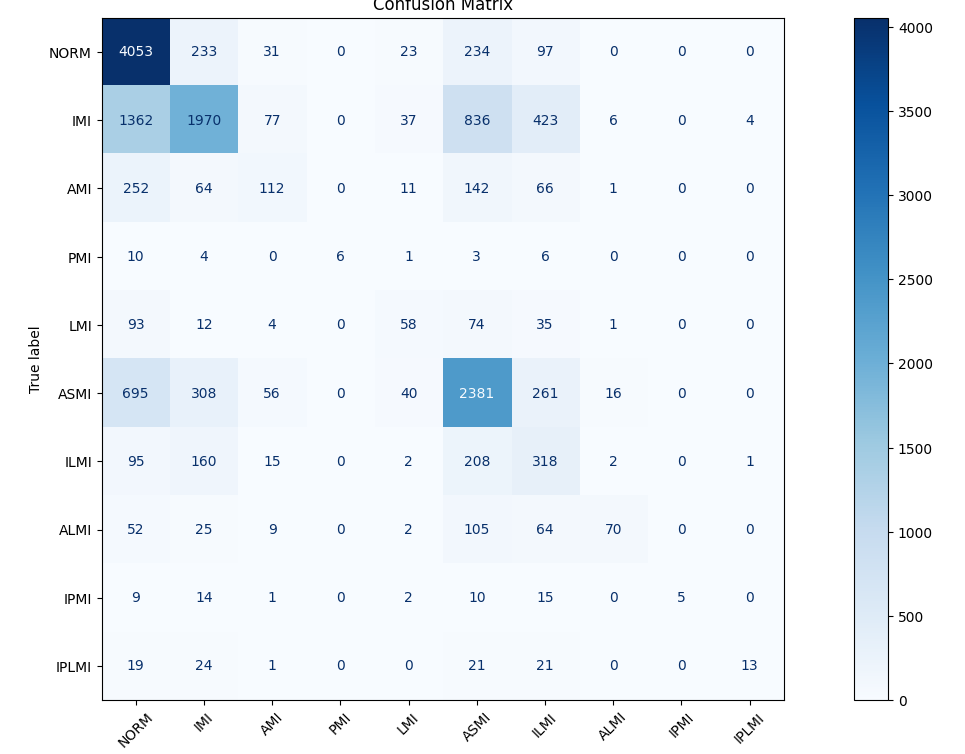 Confusion Matrix
True label
NORM 4053 233 31 0 23 234 97 0 0 0
IMI 1362 1970 77 0 37 836 423 6 0 4
AMI 252 64 112 0 11 142 66 1 0 0
PMI 10 4 0 6 1 3 6 0 0 0
LMI 93 12 4 0 58 74 35 1 0 0
ASMI 695 308 56 0 40 2381 261 16 0 0
ILMI 95 160 15 0 2 208 318 2 0 1
ALMI 52 25 9 0 2 105 64 70 0 0
IPMI 9 14 1 0 2 10 15 0 5 0
IPLMI 19 24 1 0 0 21 21 0 0 13
NORM IMI AMI PMI LMI ASMI ILMI ALMI IPMI IPLMI
4000
3500
3000
2500
2000
1500
1000
500
0